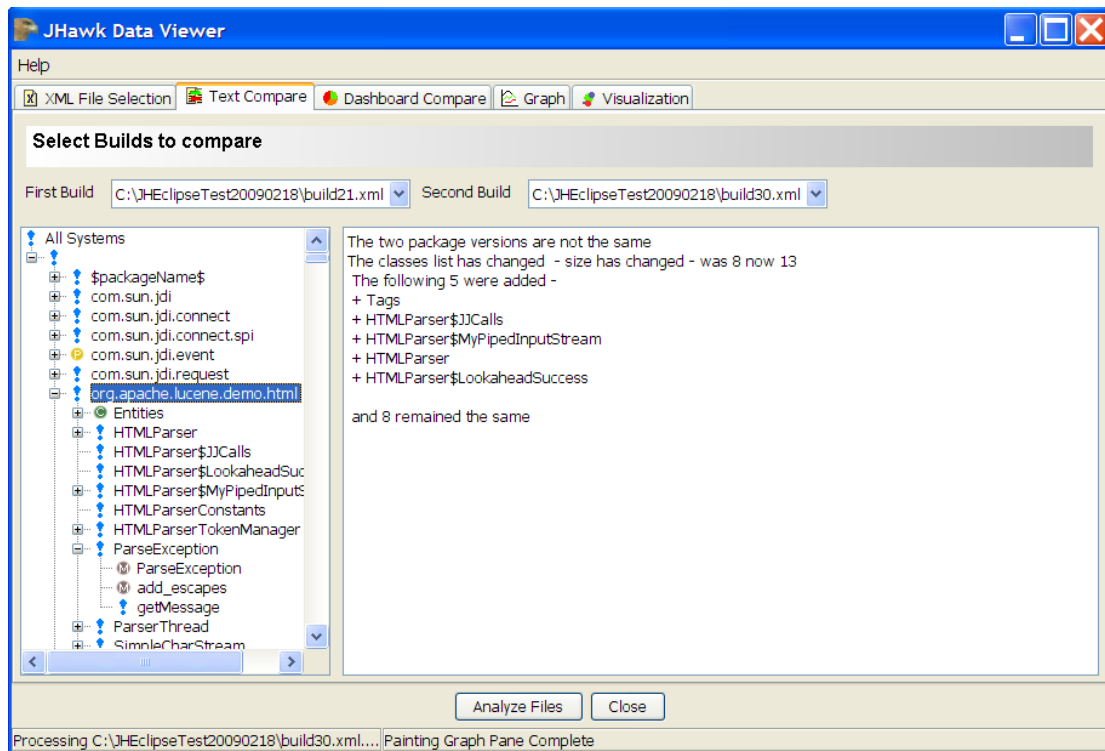 JHawk Data Viewer
Help
XML File Selection Text Compare Dashboard Compare Graph Visualization
Select Builds to compare
First Build C:\JHEclipseTest20090218\build21.xml Second Build C:\JHEclipseTest20090218\build30.xml
All Systems
$packageName$
com.sun.jdi
com.sun.jdi.connect
com.sun.jdi.connect.spi
P com.sun.jdi.event
com.sun.jdi.request
org.apache.lucene.demo.html
C Entities
HTMLParser
HTMLParser$JJCalls
HTMLParser$LookaheadSuc
HTMLParser$MyPipedInputS
HTMLParserConstants
HTMLParserTokenManager
ParseException
M ParseException
M add_escapes
getMessage
ParserThread
SimpleCharStream
The two package versions are not the same
The classes list has changed - size has changed - was 8 now 13
The following 5 were added -
+ Tags
+ HTMLParser$JJCalls
+ HTMLParser$MyPipedInputStream
+ HTMLParser
+ HTMLParser$LookaheadSuccess
and 8 remained the same
Analyze Files Close
Processing C:\JHEclipseTest20090218\build30.xml.... Painting Graph Pane Complete